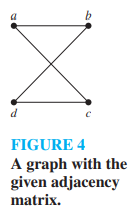 a b
d c
FIGURE 4
A graph with the
given adjacency
matrix.